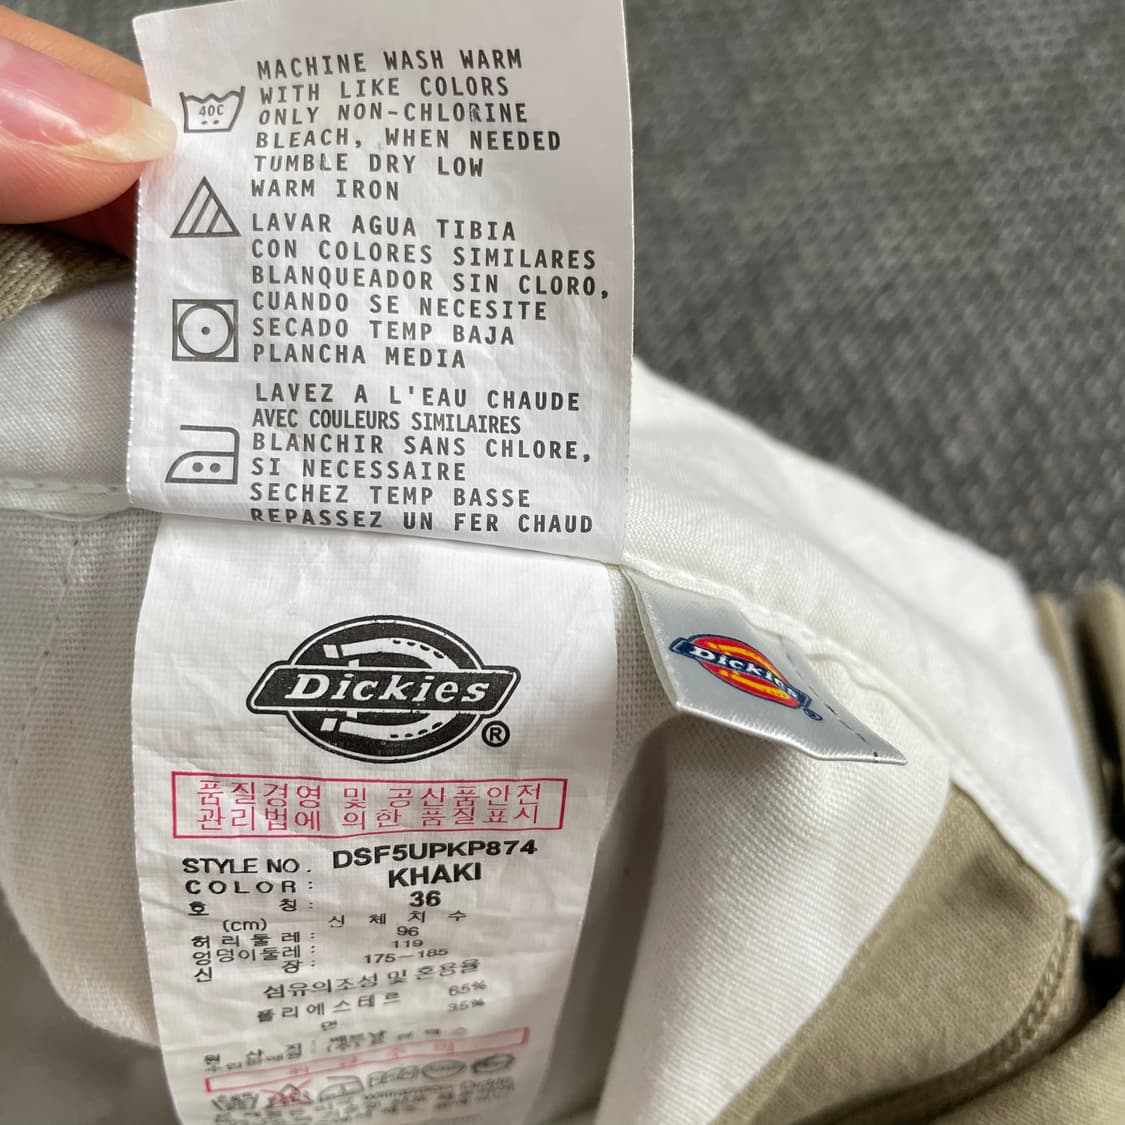 40C
MACHINE WASH WARM
WITH LIKE COLORS
ONLY NON-CHLORINE
BLEACH, WHEN NEEDED
TUMBLE DRY LOW
WARM IRON
LAVAR AGUA TIBIA
CON COLORES SIMILARES
BLANQUEADOR SIN CLORO,
CUANDO SE NECESITE
SECADO TEMP BAJA
PLANCHA MEDIA
LAVEZ A L'EAU CHAUDE
AVEC COULEURS SIMILAIRES
BLANCHIR SANS CHLORE,
SI NECESSAIRE
SECHEZ TEMP BASSE
REPASSEZ UN FER CHAUD
Dickies®
Dickies
품질경영 및 공산품안전
관리법에 의한 품질표시
STYLE NO. DSF5UPKP874
COLOR: KHAKI
호 칭: 36
(cm) 신 체 치 수
허리둘레: 96
엉덩이둘레: 119
신 장: 175-185
섬유의조성 및 혼용율
폴리에스테르 65%
면 35%